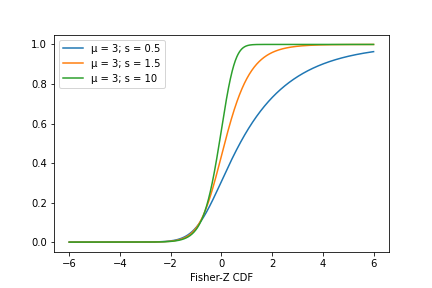 μ = 3; s = 0.5
μ = 3; s = 1.5
μ = 3; s = 10
1.0
0.8
0.6
0.4
0.2
0.0
−6 −4 −2 0 2 4 6
Fisher-Z CDF